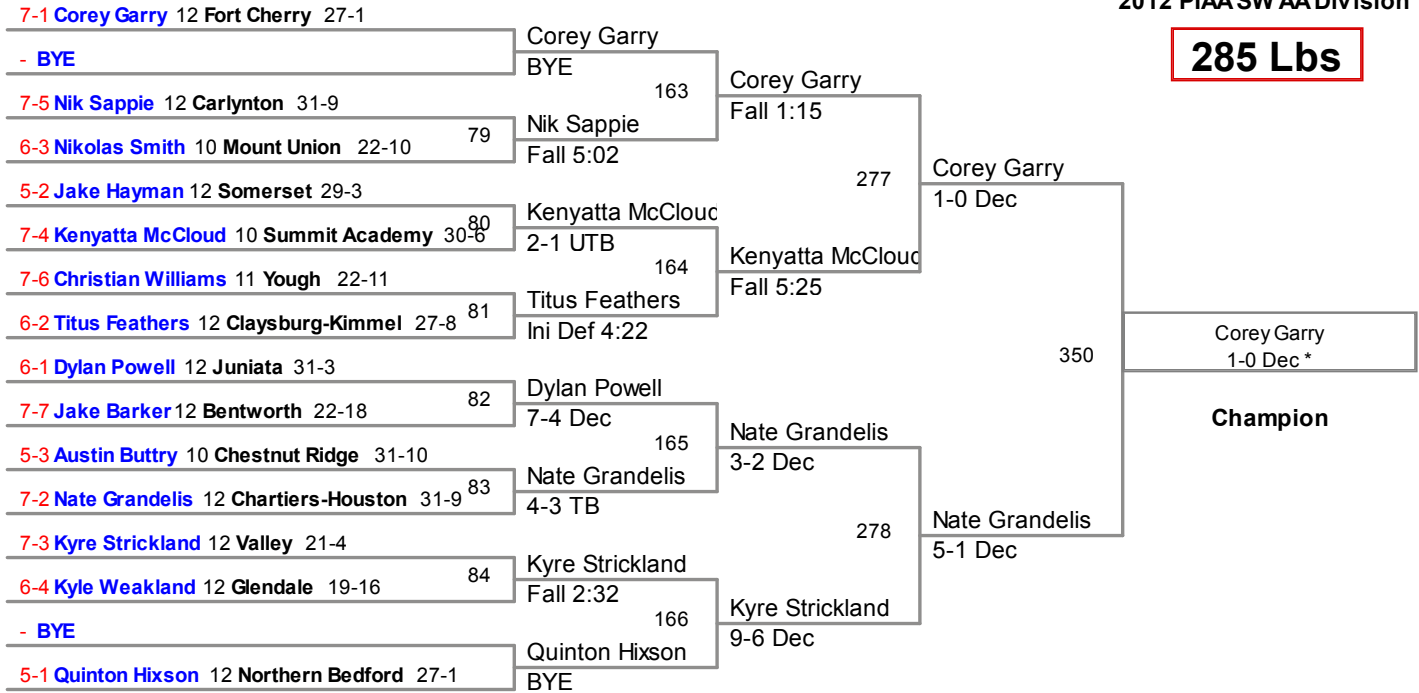 2012 PIAA SW AA Division
285 Lbs
7-1 Corey Garry 12 Fort Cherry 27-1
- BYE
7-5 Nik Sappie 12 Carlynton 31-9
6-3 Nikolas Smith 10 Mount Union 22-10
5-2 Jake Hayman 12 Somerset 29-3
7-4 Kenyatta McCloud 10 Summit Academy 30-6
7-6 Christian Williams 11 Yough 22-11
6-2 Titus Feathers 12 Claysburg-Kimmel 27-8
6-1 Dylan Powell 12 Juniata 31-3
7-7 Jake Barker 12 Bentworth 22-18
5-3 Austin Buttry 10 Chestnut Ridge 31-10
7-2 Nate Grandelis 12 Chartiers-Houston 31-9
7-3 Kyre Strickland 12 Valley 21-4
6-4 Kyle Weakland 12 Glendale 19-16
- BYE
5-1 Quinton Hixson 12 Northern Bedford 27-1
79
80
81
82
83
84
Corey Garry
BYE
Nik Sappie
Fall 5:02
Kenyatta McCloud
2-1 UTB
Titus Feathers
Inj Def 4:22
Dylan Powell
7-4 Dec
Nate Grandelis
4-3 TB
Kyre Strickland
Fall 2:32
Quinton Hixson
BYE
163
164
165
166
Corey Garry
Fall 1:15
Kenyatta McCloud
Fall 5:25
Nate Grandelis
3-2 Dec
Kyre Strickland
9-6 Dec
277
278
Corey Garry
1-0 Dec
Nate Grandelis
5-1 Dec
350
Corey Garry
1-0 Dec *
Champion